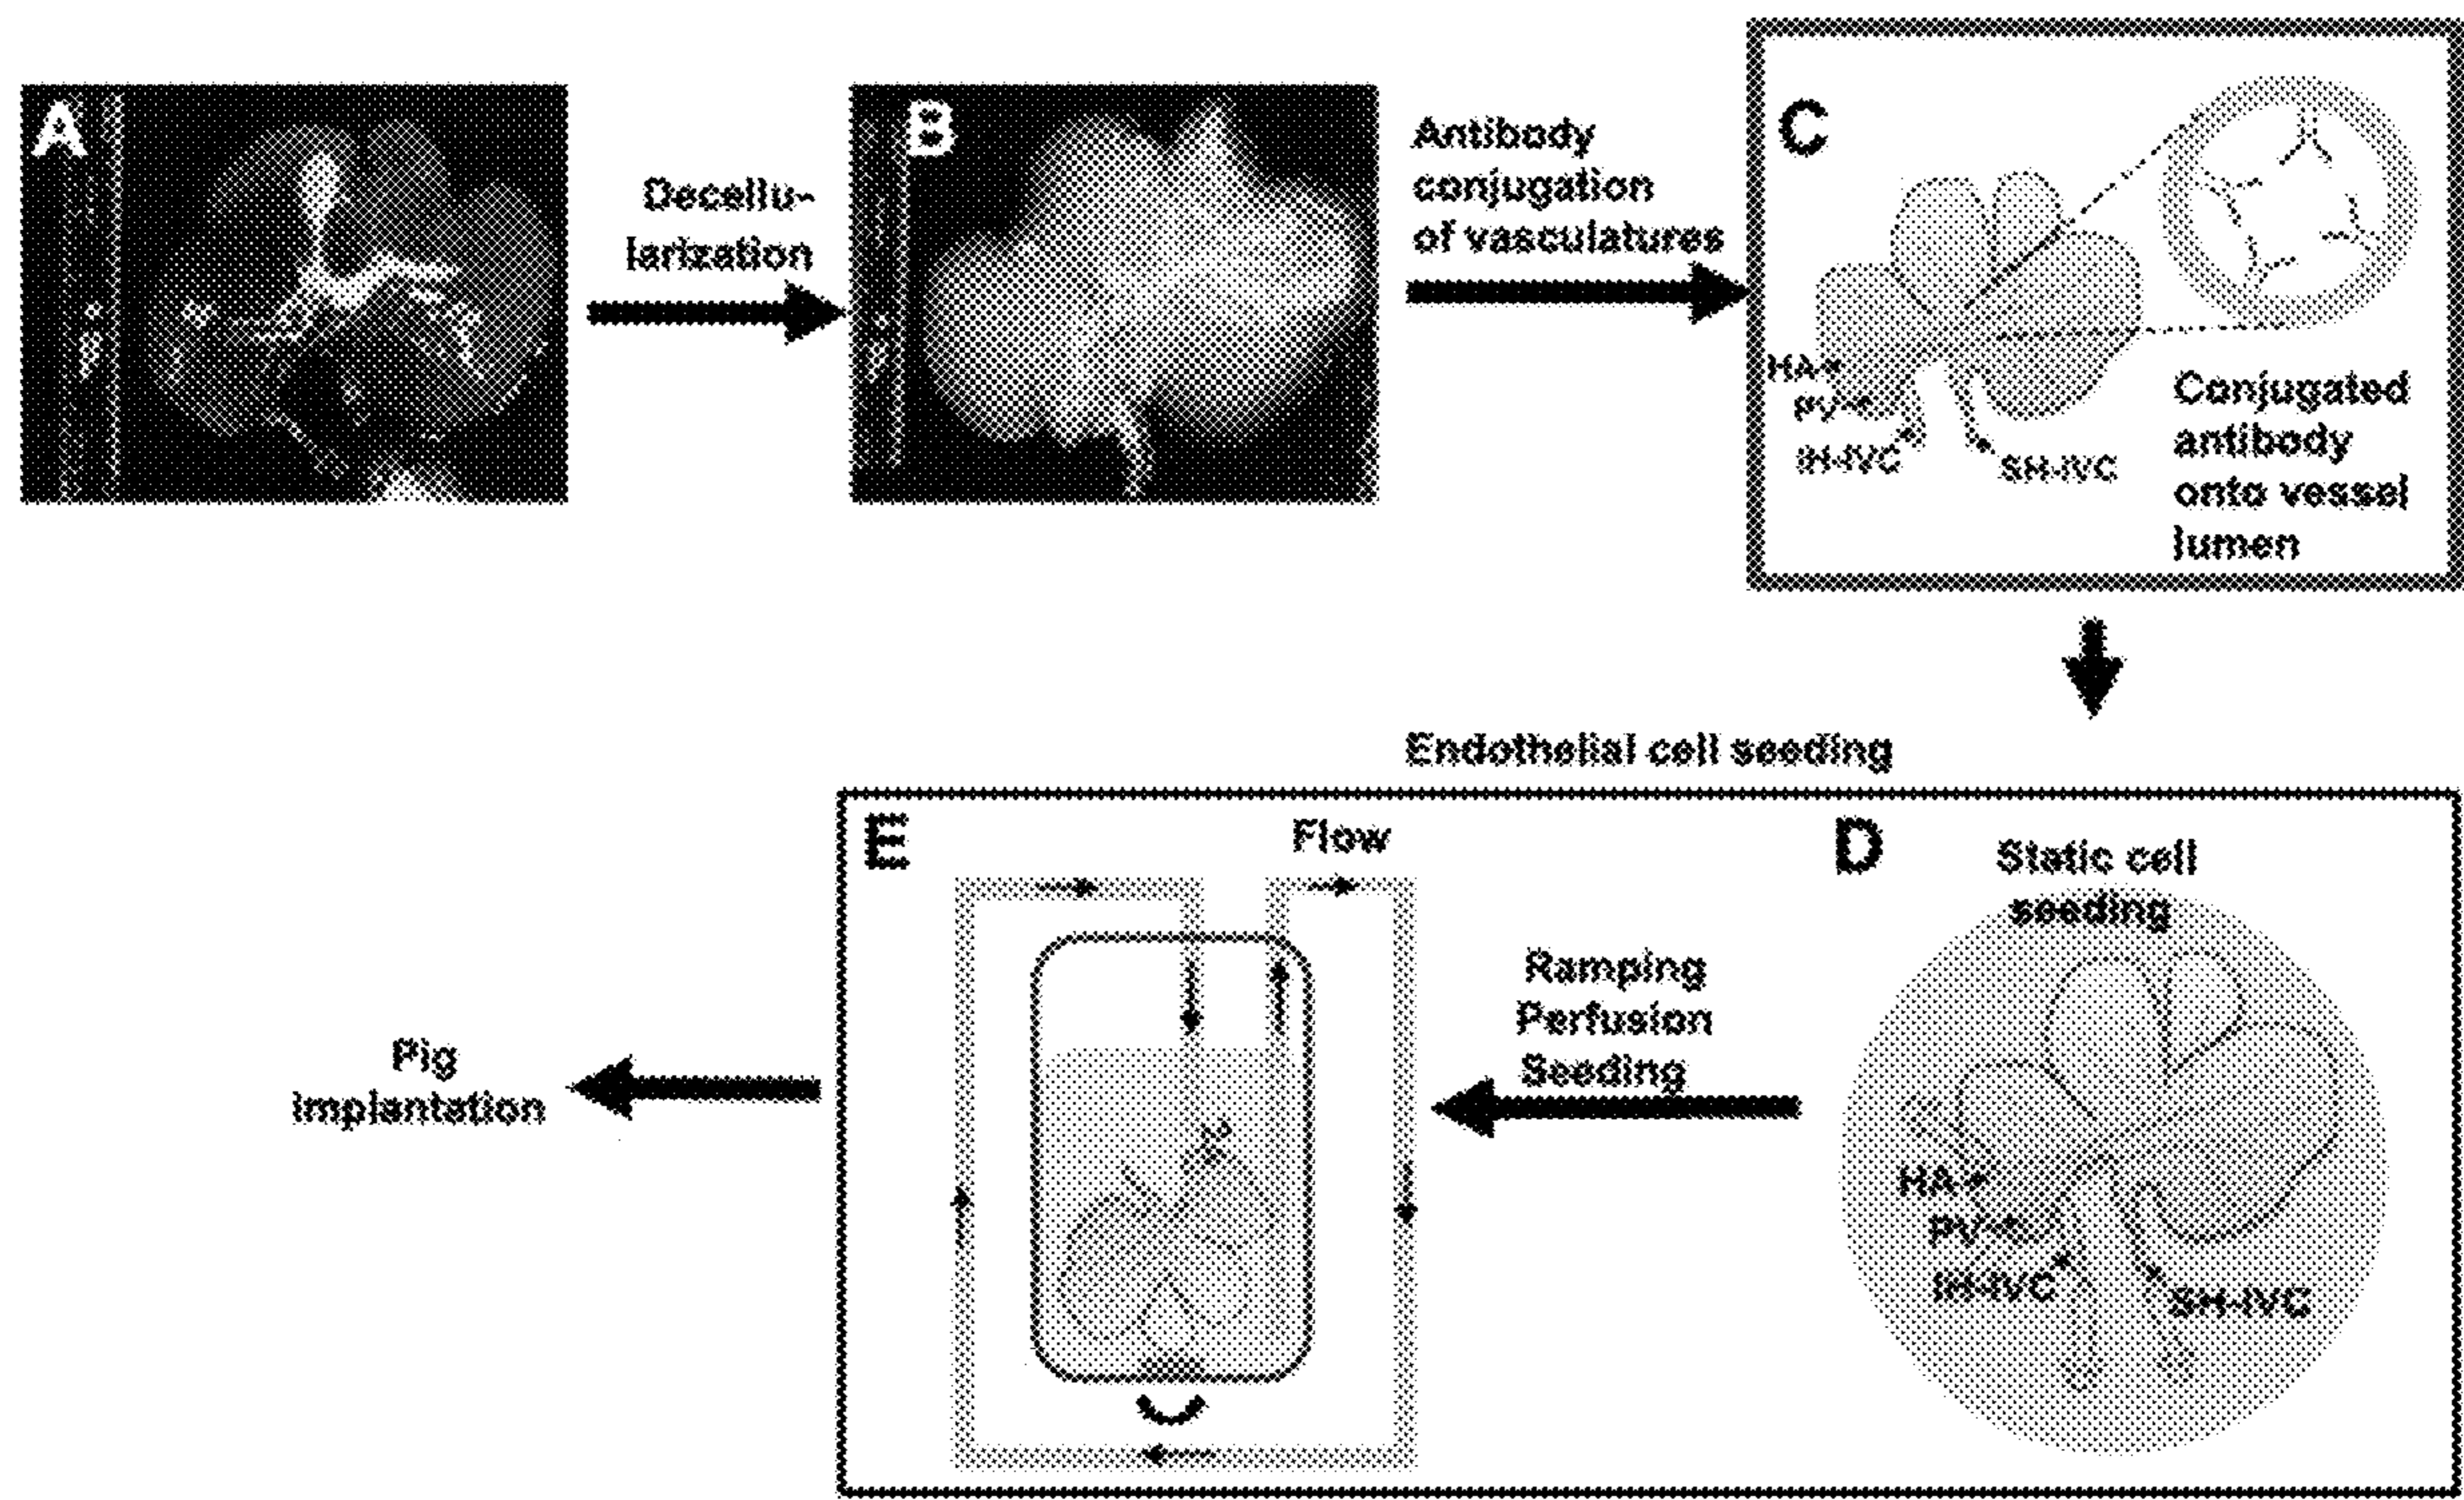 A
Decellu-
larization
B
Antibody
conjugation
of vasculatures
C
HA
PV
IH-IVC
SH-IVC
Conjugated
antibody
onto vessel
lumen
Endothelial cell seeding
E
Flow
D
Static cell
seeding
Ramping
Perfusion
Seeding
HA
PV
IH-IVC
SH-IVC
Pig
Implantation